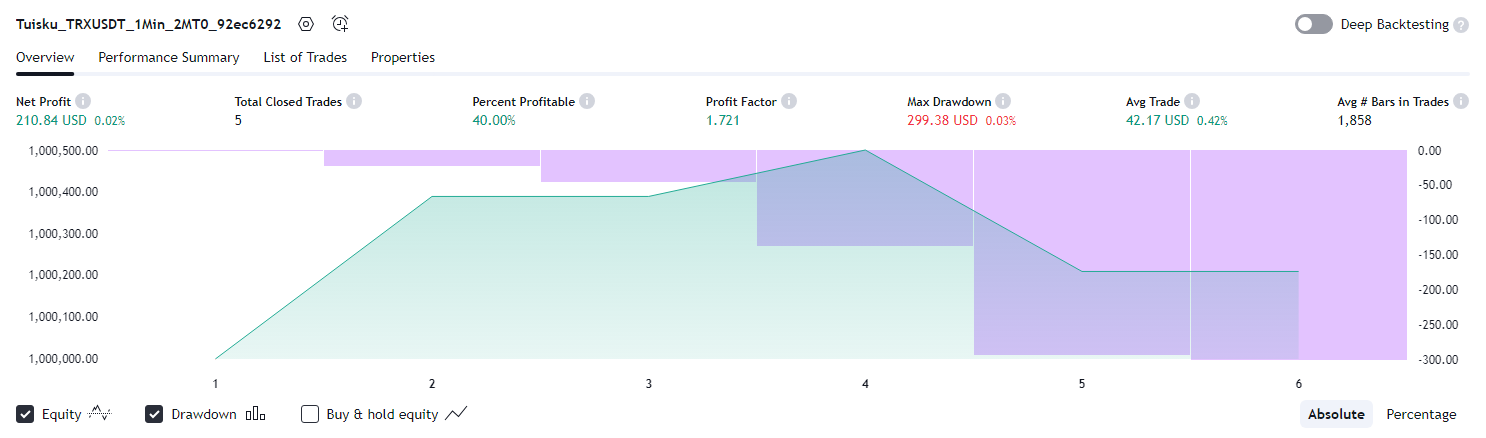 Tuisku_TRXUSDT_1Min_2MT0_92ec6292 Deep Backtesting ?
Overview Performance Summary List of Trades Properties
Net Profit i Total Closed Trades i Percent Profitable i Profit Factor i Max Drawdown i Avg Trade i Avg # Bars in Trades i
210.84 USD 0.02% 5 40.00% 1.721 299.38 USD 0.03% 42.17 USD 0.42% 1,858
1,000,500.00 0.00
1,000,400.00 -50.00
-100.00
1,000,300.00 -150.00
1,000,200.00 -200.00
1,000,100.00 -250.00
1,000,000.00 -300.00
1 2 3 4 5 6
Equity Drawdown Buy & hold equity Absolute Percentage